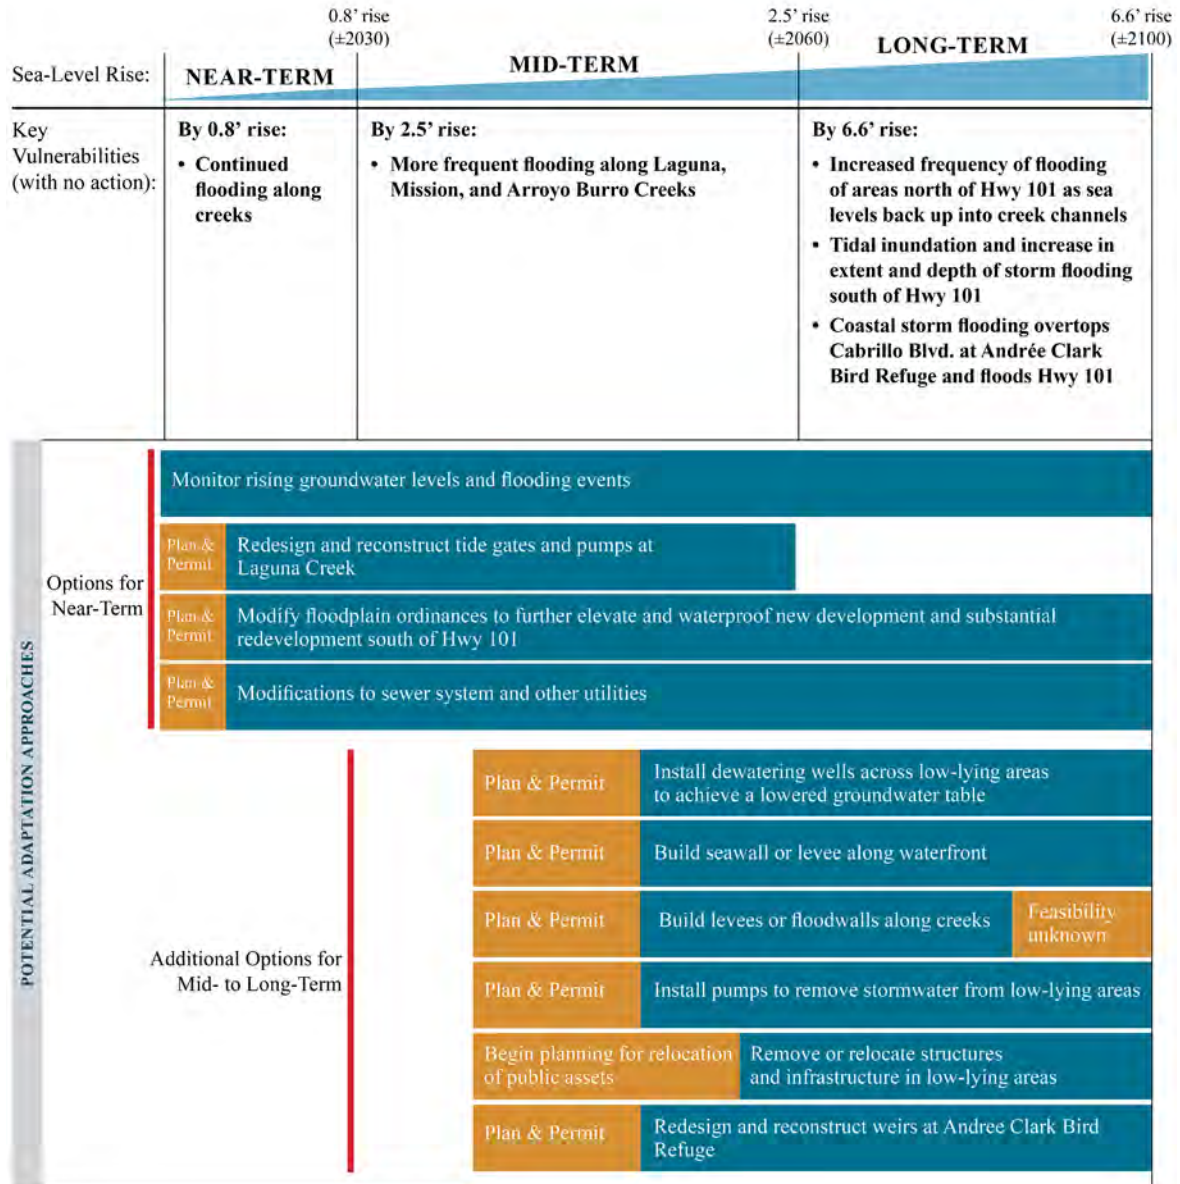 0.8’ rise
(±2030)
2.5’ rise
(±2060)
6.6’ rise
(±2100)
Sea-Level Rise:
NEAR-TERM
MID-TERM
LONG-TERM
Key
Vulnerabilities
(with no action):
By 0.8’ rise:
• Continued
flooding along
creeks
By 2.5’ rise:
• More frequent flooding along Laguna,
Mission, and Arroyo Burro Creeks
By 6.6’ rise:
• Increased frequency of flooding
of areas north of Hwy 101 as sea
levels back up into creek channels
• Tidal inundation and increase in
extent and depth of storm flooding
south of Hwy 101
• Coastal storm flooding overtops
Cabrillo Blvd. at Andrée Clark
Bird Refuge and floods Hwy 101
POTENTIAL ADAPTATION APPROACHES
Options for
Near-Term
Monitor rising groundwater levels and flooding events
Plan &
Permit
Redesign and reconstruct tide gates and pumps at
Laguna Creek
Plan &
Permit
Modify floodplain ordinances to further elevate and waterproof new development and substantial
redevelopment south of Hwy 101
Plan &
Permit
Modifications to sewer system and other utilities
Additional Options for
Mid- to Long-Term
Plan & Permit
Install dewatering wells across low-lying areas
to achieve a lowered groundwater table
Plan & Permit
Build seawall or levee along waterfront
Plan & Permit
Build levees or floodwalls along creeks
Feasibility
unknown
Plan & Permit
Install pumps to remove stormwater from low-lying areas
Begin planning for relocation
of public assets
Remove or relocate structures
and infrastructure in low-lying areas
Plan & Permit
Redesign and reconstruct weirs at Andree Clark Bird
Refuge